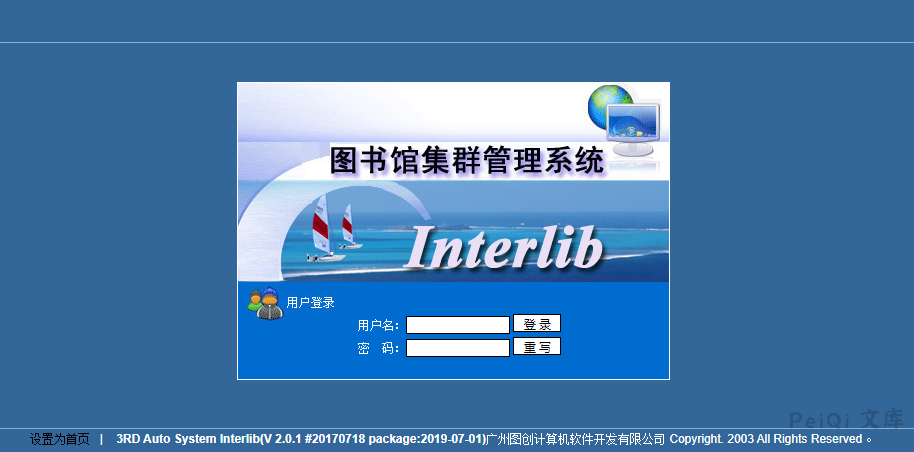 图书馆集群管理系统
Interlib
用户登录
用户名：
登 录
密 码：
重 写
PeiQi 文库
设置为首页 | 3RD Auto System Interlib(V 2.0.1 #20170718 package:2019-07-01)广州图创计算机软件开发有限公司 Copyright. 2003 All Rights Reserved 。